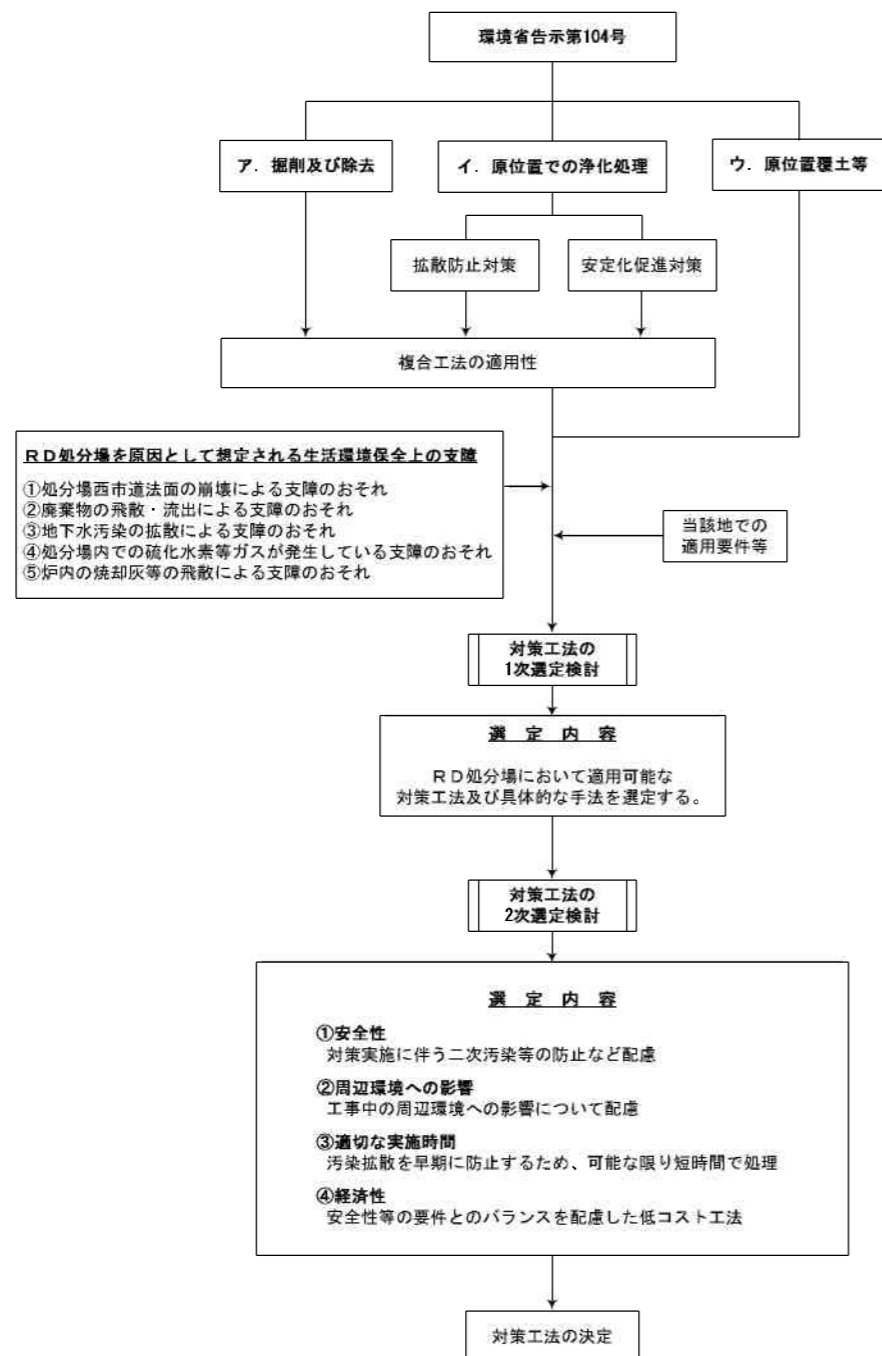 環境省告示第104号
ア．掘削及び除去
イ．原位置での浄化処理
ウ．原位置覆土等
拡散防止対策
安定化促進対策
複合工法の適用性
ＲＤ処分場を原因として想定される生活環境保全上の支障
①処分場西市道法面の崩壊による支障のおそれ
②廃棄物の飛散・流出による支障のおそれ
③地下水汚染の拡散による支障のおそれ
④処分場内での硫化水素等ガスが発生している支障のおそれ
⑤炉内の焼却灰等の飛散による支障のおそれ
当該地での
適用要件等
対策工法の
1次選定検討
選　定　内　容
ＲＤ処分場において適用可能な
対策工法及び具体的な手法を選定する。
対策工法の
2次選定検討
選　定　内　容
①安全性
対策実施に伴う二次汚染等の防止など配慮
②周辺環境への影響
工事中の周辺環境への影響について配慮
③適切な実施時間
汚染拡散を早期に防止するため、可能な限り短時間で処理
④経済性
安全性等の要件とのバランスを配慮した低コスト工法
対策工法の決定